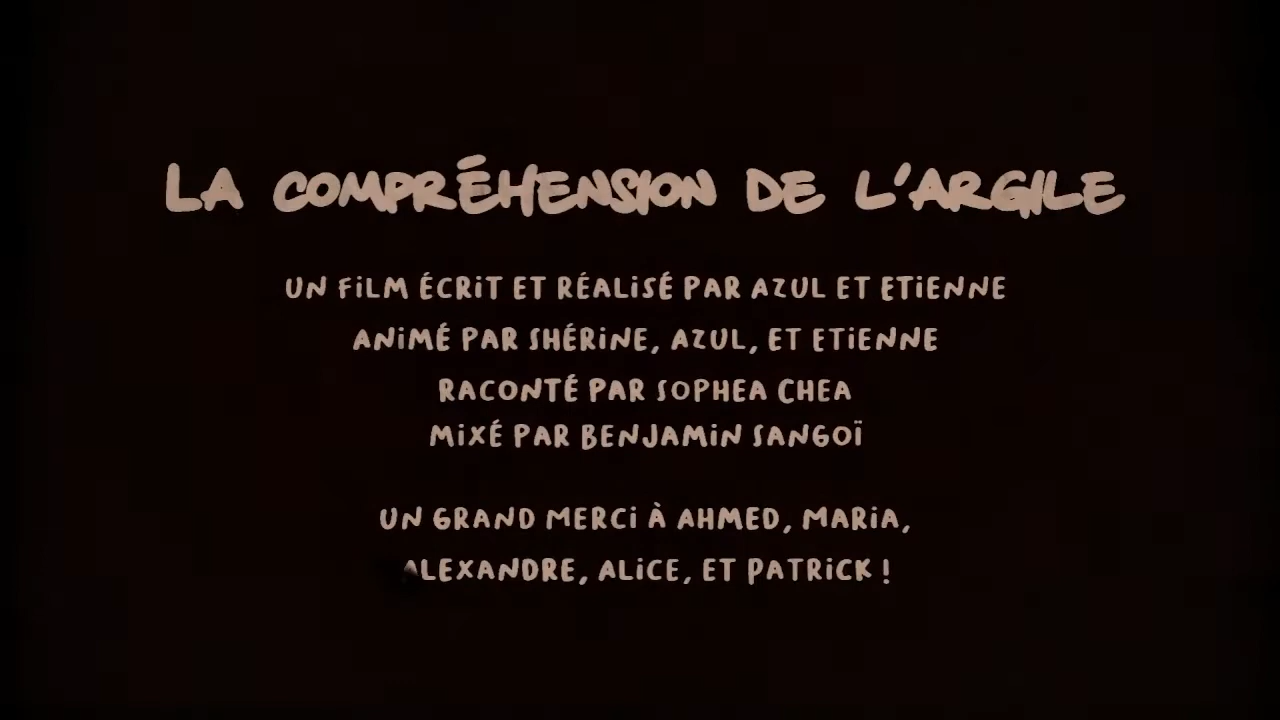 LA COMPRÉHENSION DE L'ARGILE
UN FILM ÉCRIT ET RÉALISÉ PAR AZUL ET ETIENNE
ANIMÉ PAR SHÉRINE, AZUL, ET ETIENNE
RACONTÉ PAR SOPHEA CHEA
MIXÉ PAR BENJAMIN SANGOÏ
UN GRAND MERCI À AHMED, MARIA,
ALEXANDRE, ALICE, ET PATRICK !